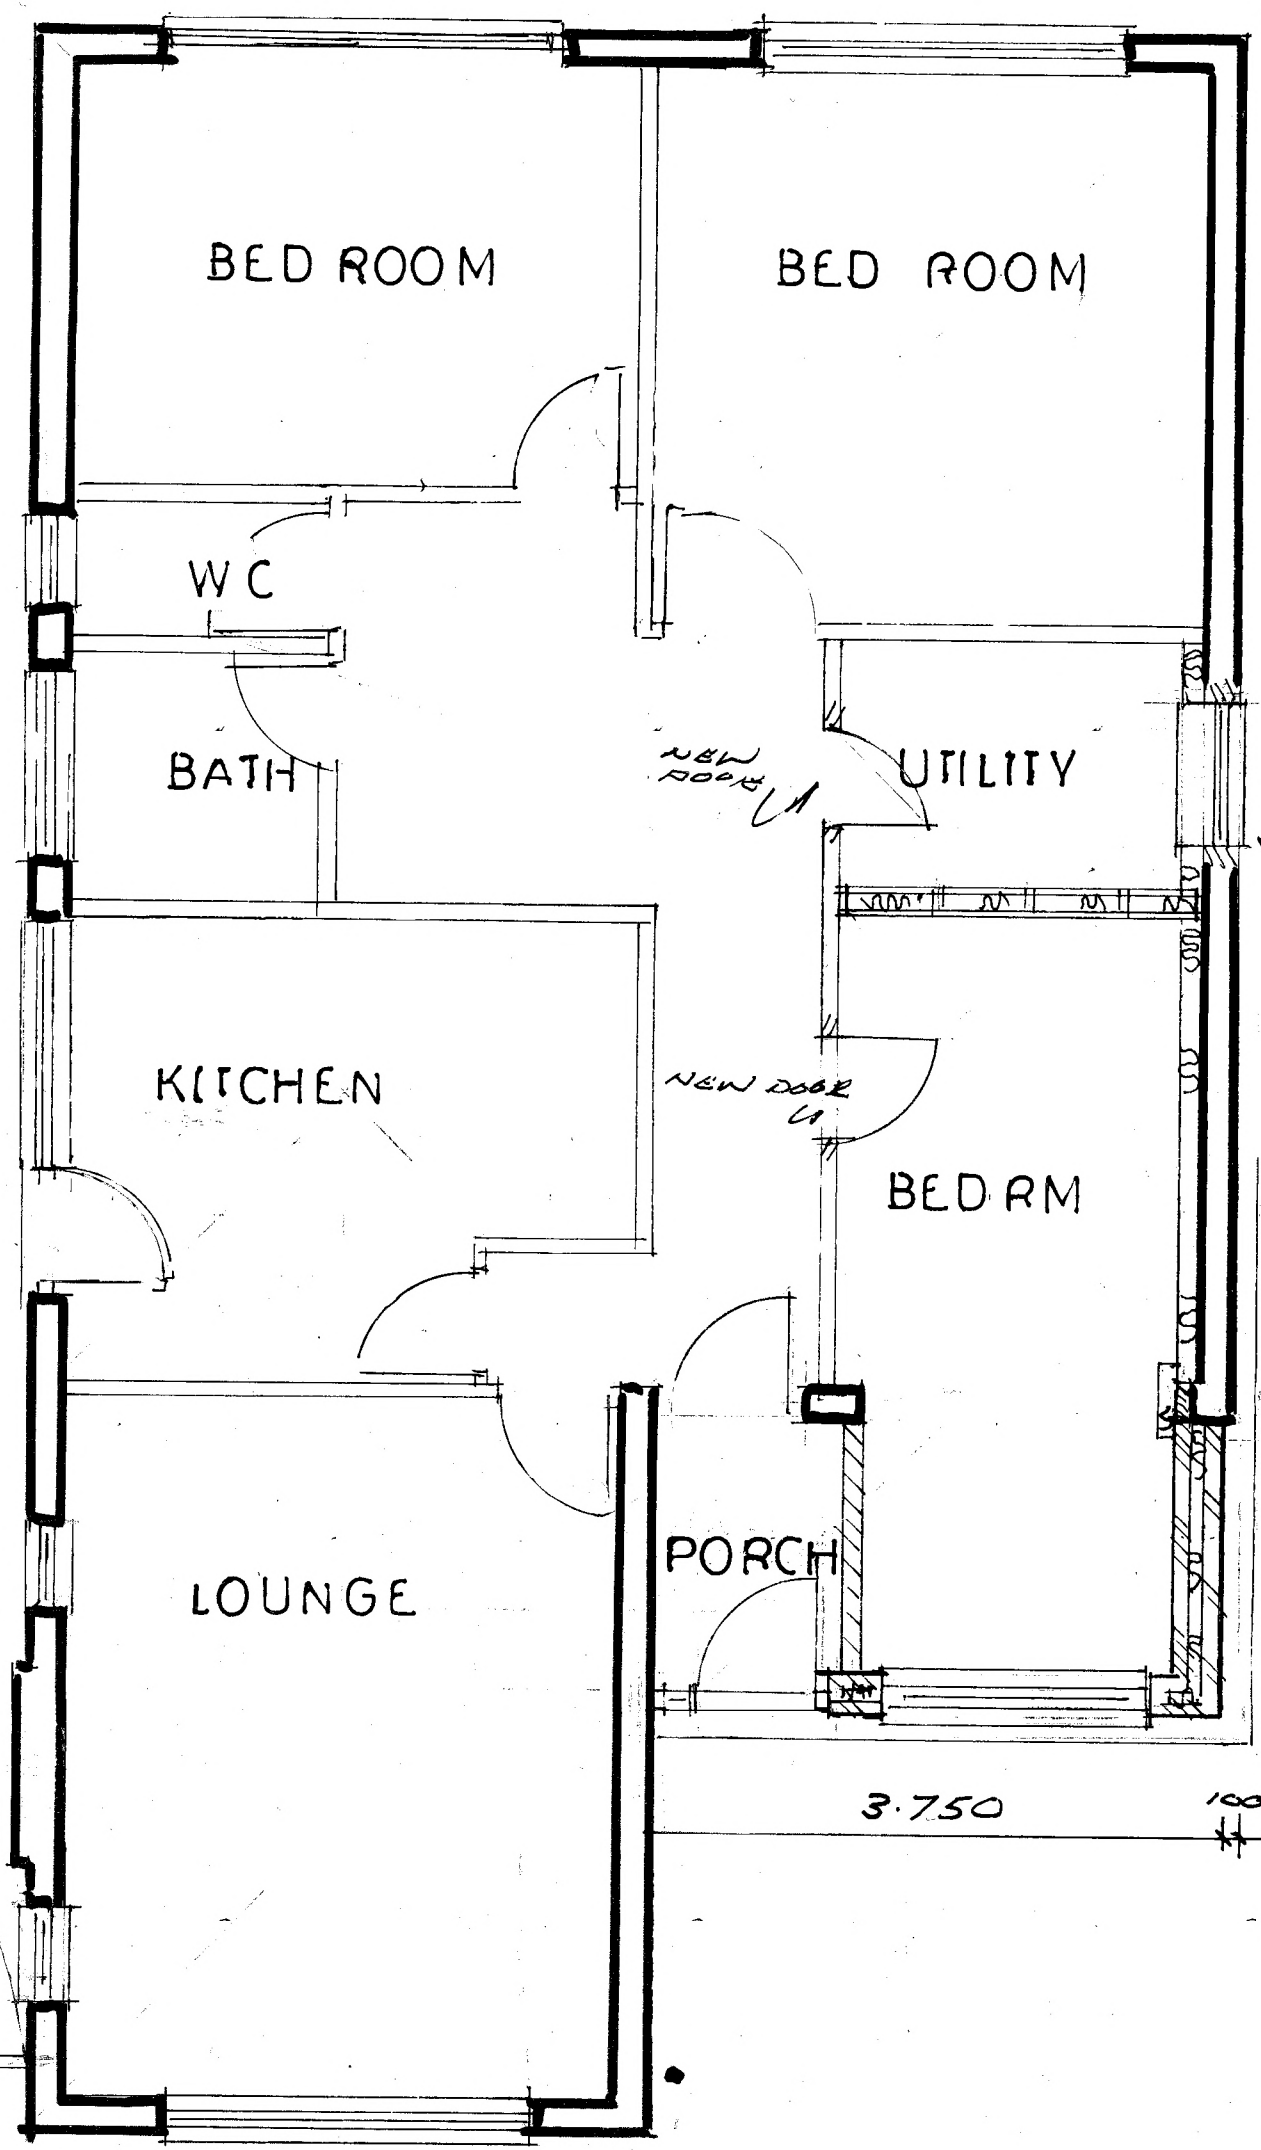 BED ROOM
BED ROOM
WC
BATH
NEW
DOOR
UTILITY
KITCHEN
NEW DOOR
BED RM
PORCH
LOUNGE
3.750
100